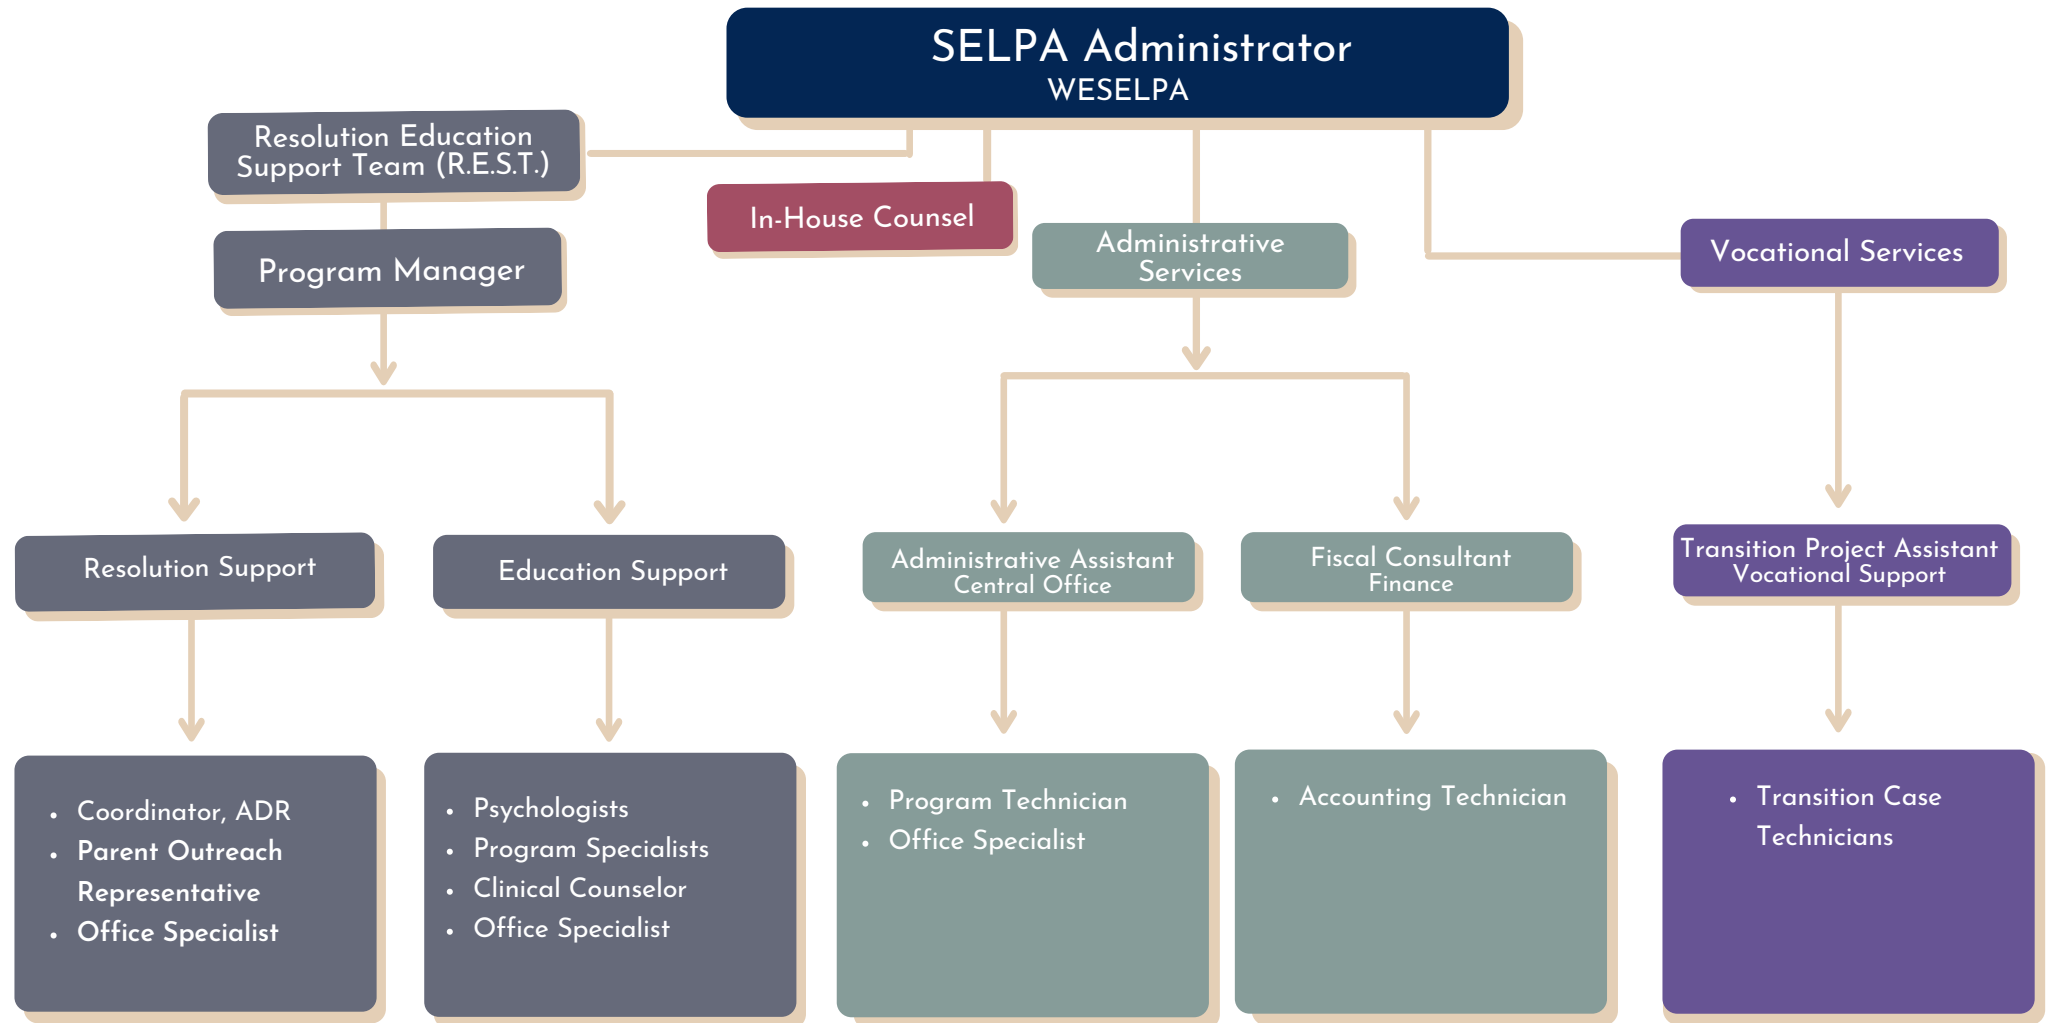 SELPA Administrator
WESELPA
Resolution Education
Support Team (R.E.S.T.)
Program Manager
In-House Counsel
Administrative
Services
Vocational Services
Resolution Support
Education Support
Administrative Assistant
Central Office
Fiscal Consultant
Finance
Transition Project Assistant
Vocational Support
• Coordinator, ADR
• Parent Outreach
Representative
• Office Specialist
• Psychologists
• Program Specialists
• Clinical Counselor
• Office Specialist
• Program Technician
• Office Specialist
• Accounting Technician
• Transition Case
Technicians